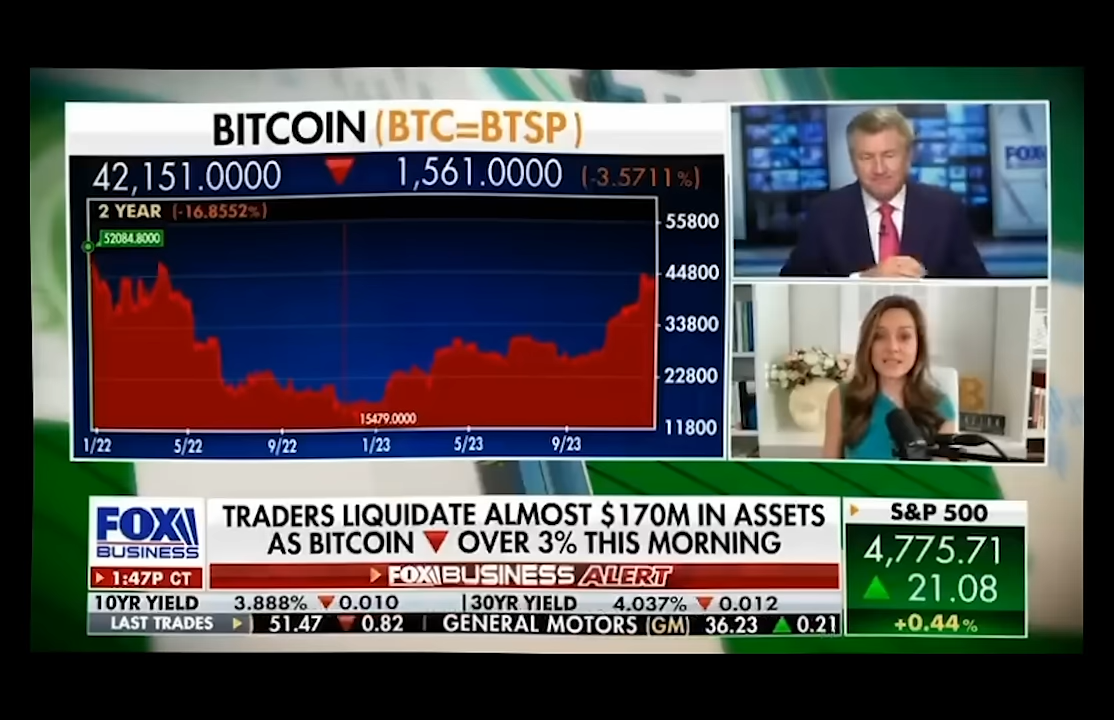 BITCOIN (BTC=BTSP)
42,151.0000 ▼ 1,561.0000 (-3.5711%)
2 YEAR (-16.8552%)
52084.8000
55800
44800
33800
22800
11800
15479.0000
1/22 5/22 9/22 1/23 5/23 9/23
FOX
FOX BUSINESS
1:47P CT
TRADERS LIQUIDATE ALMOST $170M IN ASSETS
AS BITCOIN ▼ OVER 3% THIS MORNING
FOX BUSINESS ALERT
S&P 500
4,775.71
▲ 21.08
+0.44%
10YR YIELD 3.888% ▼ 0.010 | 30YR YIELD 4.037% ▼ 0.012
LAST TRADES ) 51.47 ▼ 0.82 | GENERAL MOTORS (GM) 36.23 ▲ 0.21